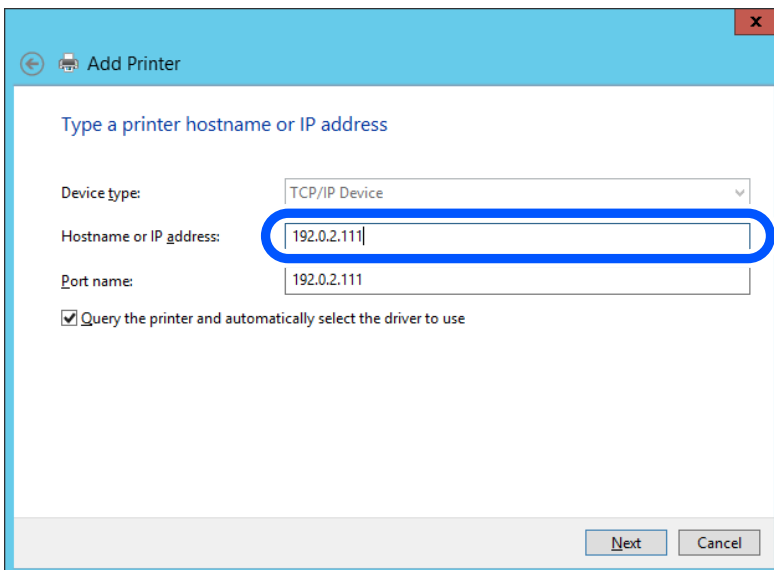 x
Add Printer
Type a printer hostname or IP address
Device type: TCP/IP Device
Hostname or IP address: 192.0.2.111
Port name: 192.0.2.111
Query the printer and automatically select the driver to use
Next Cancel